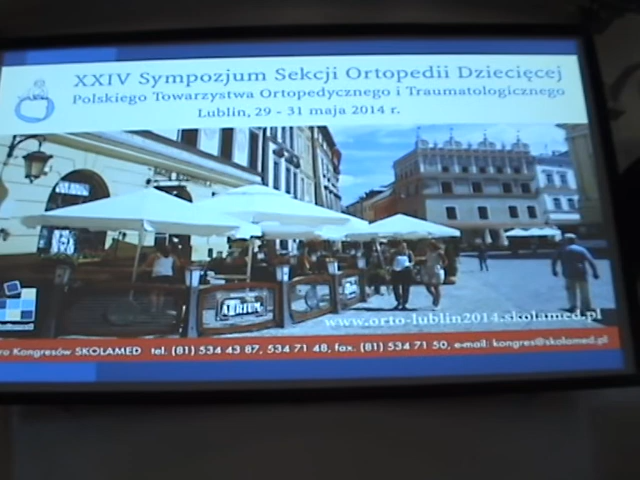 XXIV Sympozjum Sekcji Ortopedii Dziecięcej
Polskiego Towarzystwa Ortopedycznego i Traumatologicznego
Lublin, 29 - 31 maja 2014 r.
ATRIUM
www.orto-lublin2014.skolamed.pl
Kongresów SKOLAMED tel. (81) 534 43 87, 534 71 48, fax. (81) 534 71 50, e-mail: kongres@skolamed.pl